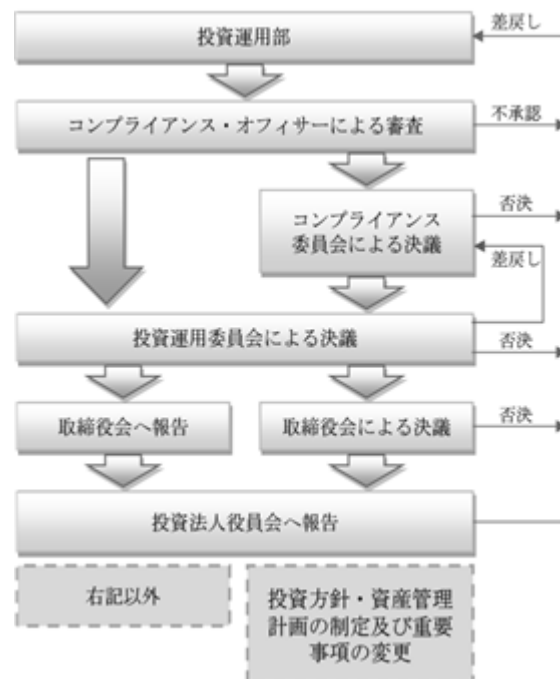 差戻し
投資運用部
コンプライアンス・オフィサーによる審査
不承認
コンプライアンス
委員会による決議
否決
差戻し
投資運用委員会による決議
否決
取締役会へ報告
取締役会による決議
否決
投資法人役員会へ報告
右記以外
投資方針・資産管理
計画の制定及び重要
事項の変更